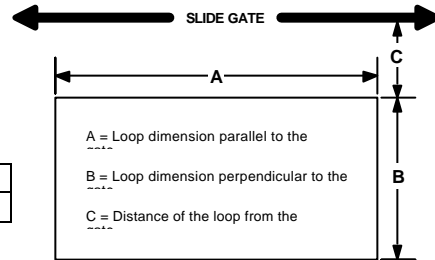 SLIDE GATE
C
A
A = Loop dimension parallel to the
B = Loop dimension perpendicular to the
B
C = Distance of the loop from the